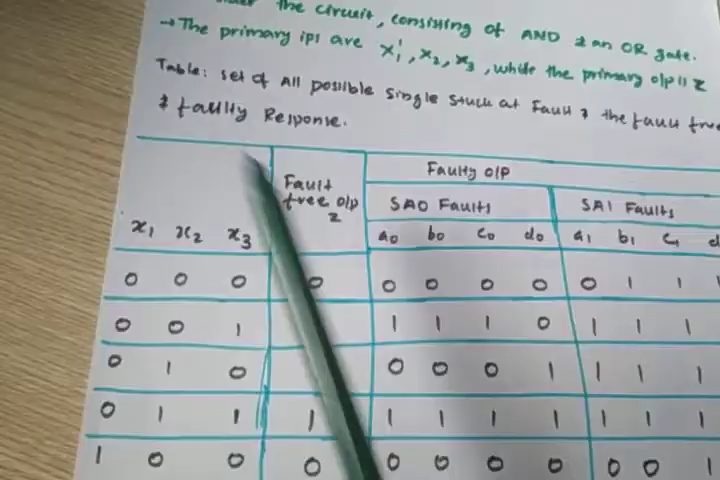 the circuit, consisting of AND & an OR gate.
→ The primary ips are x₁', x₂, x₃, while the primary o/p is z
Table: set of All possible single stuck at Fault & the fault free
& faulty Response.
x₁ x₂ x₃ Fault free o/p z Faulty O/P
SA0 Faults SA1 Faults
a₀ b₀ c₀ d₀ a₁ b₁ c₁ d
0 0 0 0 0 0 0 0 0 1 1
0 0 1 1 1 1 0 1 1 1
0 1 0 0 0 0 1 1 1 1
0 1 1 1 1 1 1 1 1 1 1
1 0 0 0 0 0 0 0 0 0 1